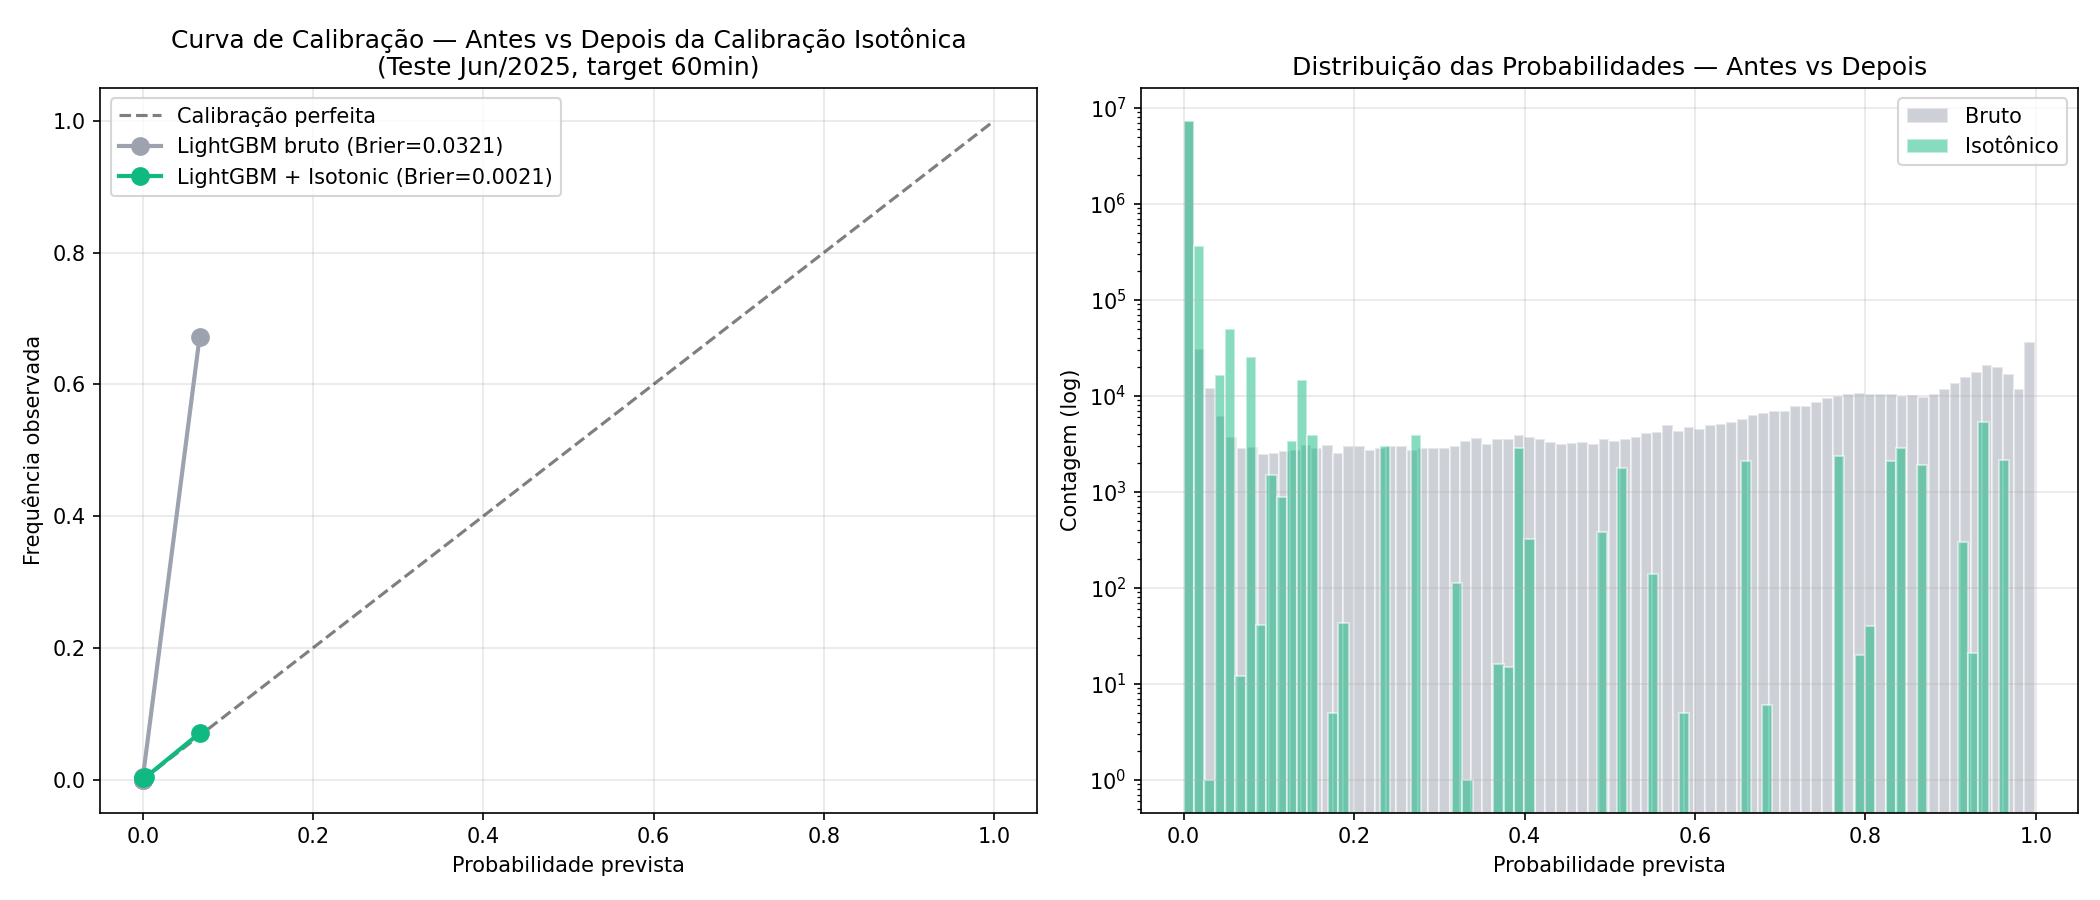 Curva de Calibração — Antes vs Depois da Calibração Isotônica
(Teste Jun/2025, target 60min)
Calibração perfeita
LightGBM bruto (Brier=0.0321)
LightGBM + Isotonic (Brier=0.0021)
Frequência observada
1.0
0.8
0.6
0.4
0.2
0.0
0.0 0.2 0.4 0.6 0.8 1.0
Probabilidade prevista
Distribuição das Probabilidades — Antes vs Depois
Bruto
Isotônico
Contagem (log)
10⁷
10⁶
10⁵
10⁴
10³
10²
10¹
10⁰
0.0 0.2 0.4 0.6 0.8 1.0
Probabilidade prevista